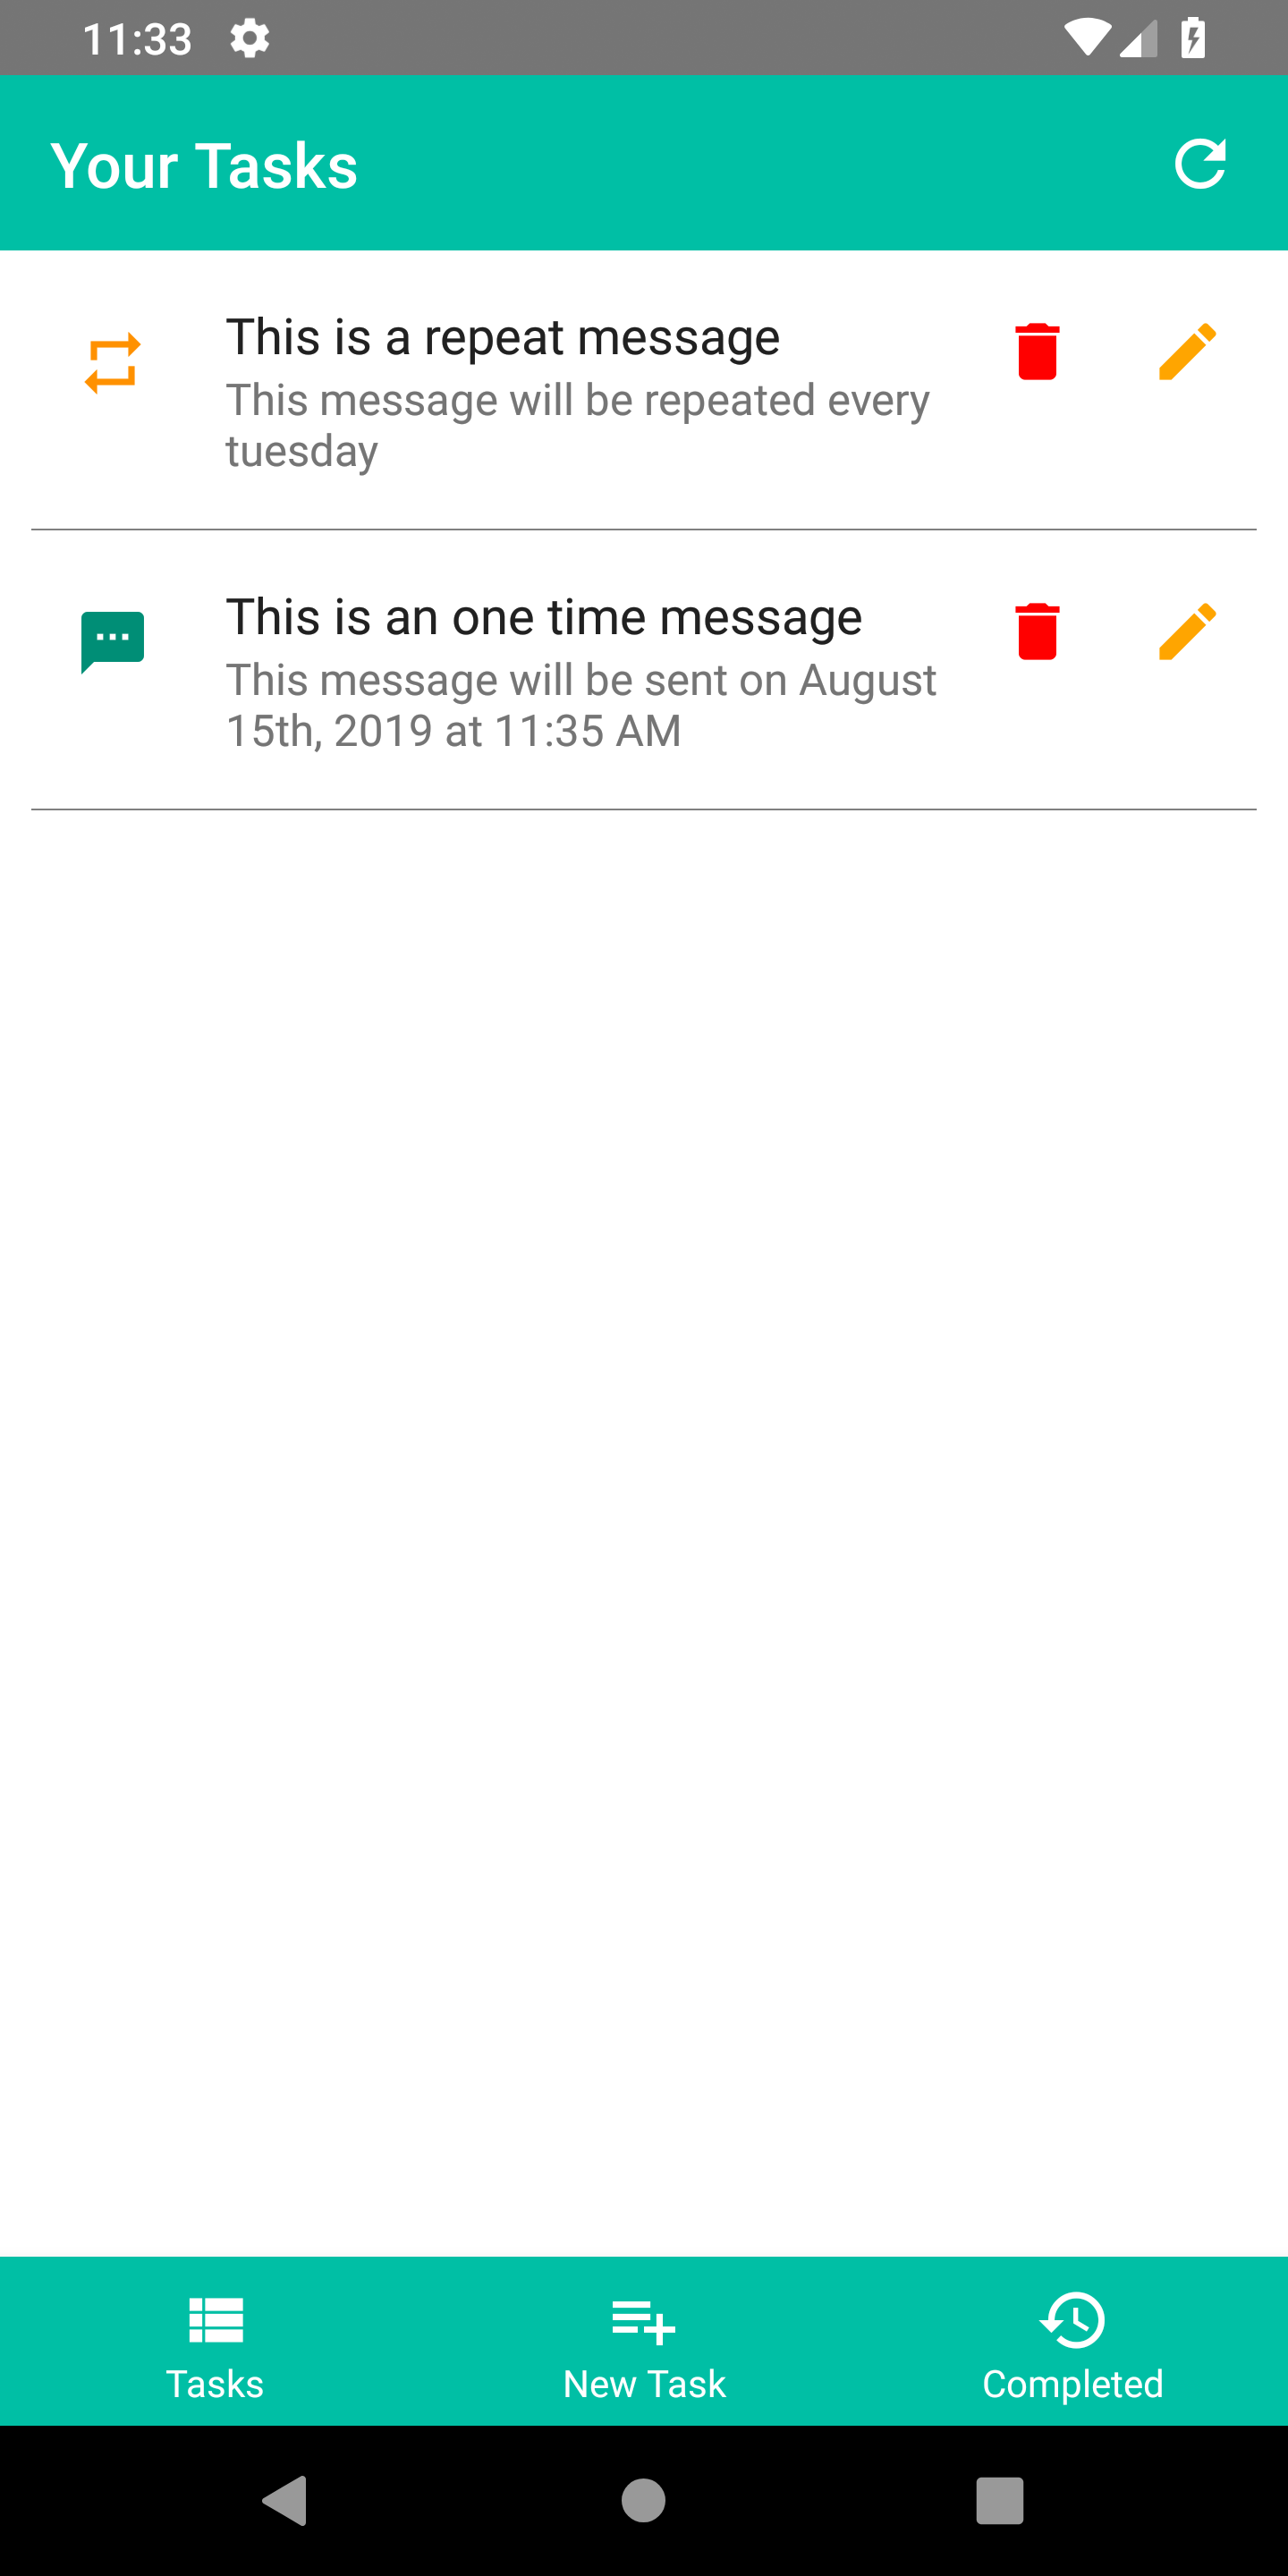 11:33
Your Tasks
This is a repeat message
This message will be repeated every
tuesday
This is an one time message
This message will be sent on August
15th, 2019 at 11:35 AM
Tasks
New Task
Completed